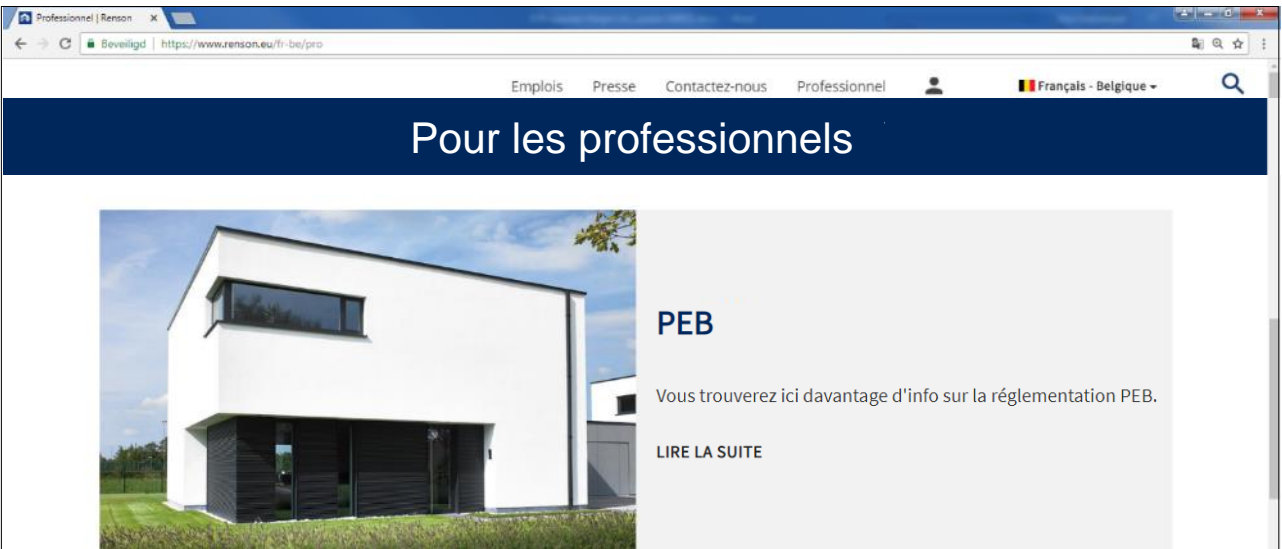 Professionnel | Renson
Beveiligd | https://www.renson.eu/fr-be/pro
Emplois Presse Contactez-nous Professionnel Français - Belgique
Pour les professionnels
PEB
Vous trouverez ici davantage d'info sur la réglementation PEB.
LIRE LA SUITE